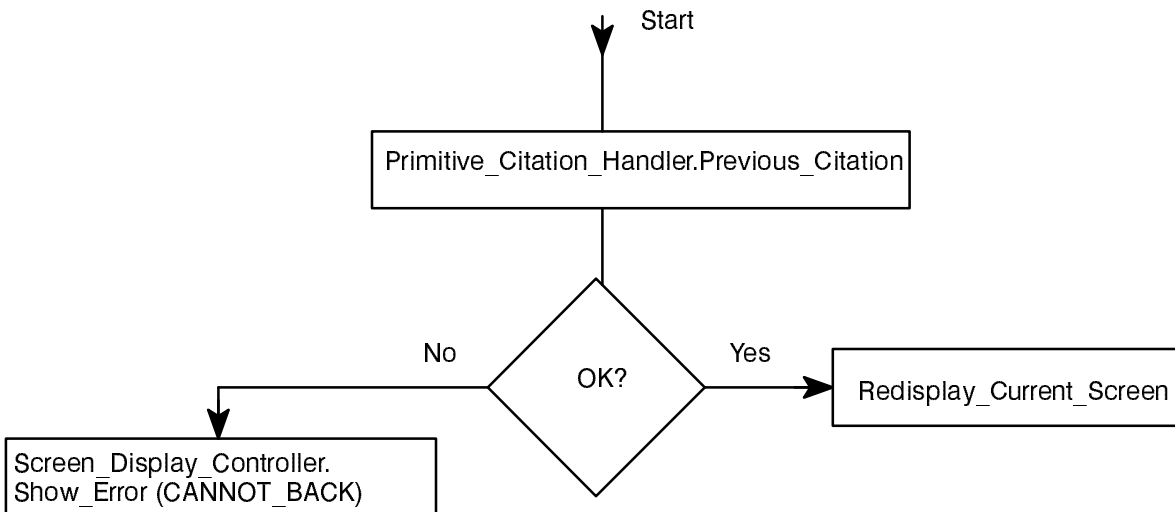 Start
Primitive_Citation_Handler.Previous_Citation
No
Yes
OK?
Redisplay_Current_Screen
Screen_Display_Controller.
Show_Error (CANNOT_BACK)